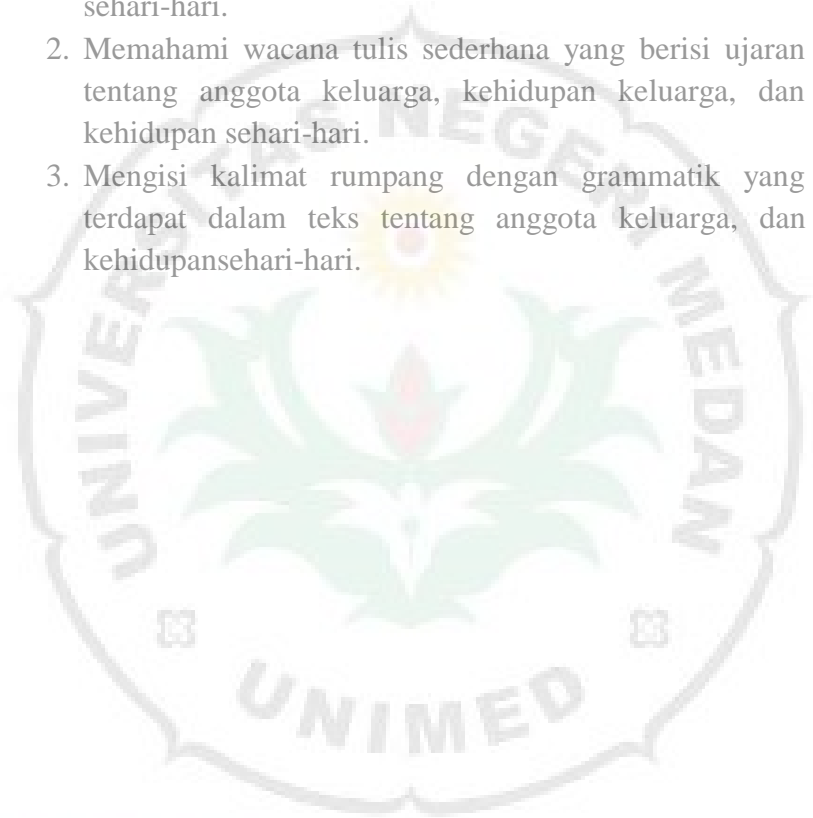 sehari-hari.
2. Memahami wacana tulis sederhana yang berisi ujaran
tentang anggota keluarga, kehidupan keluarga, dan
kehidupan sehari-hari.
3. Mengisi kalimat rumpang dengan grammatik yang
terdapat dalam teks tentang anggota keluarga, dan
kehidupansehari-hari.
UNIVERSITAS NEGERI MEDAN
UNIMED